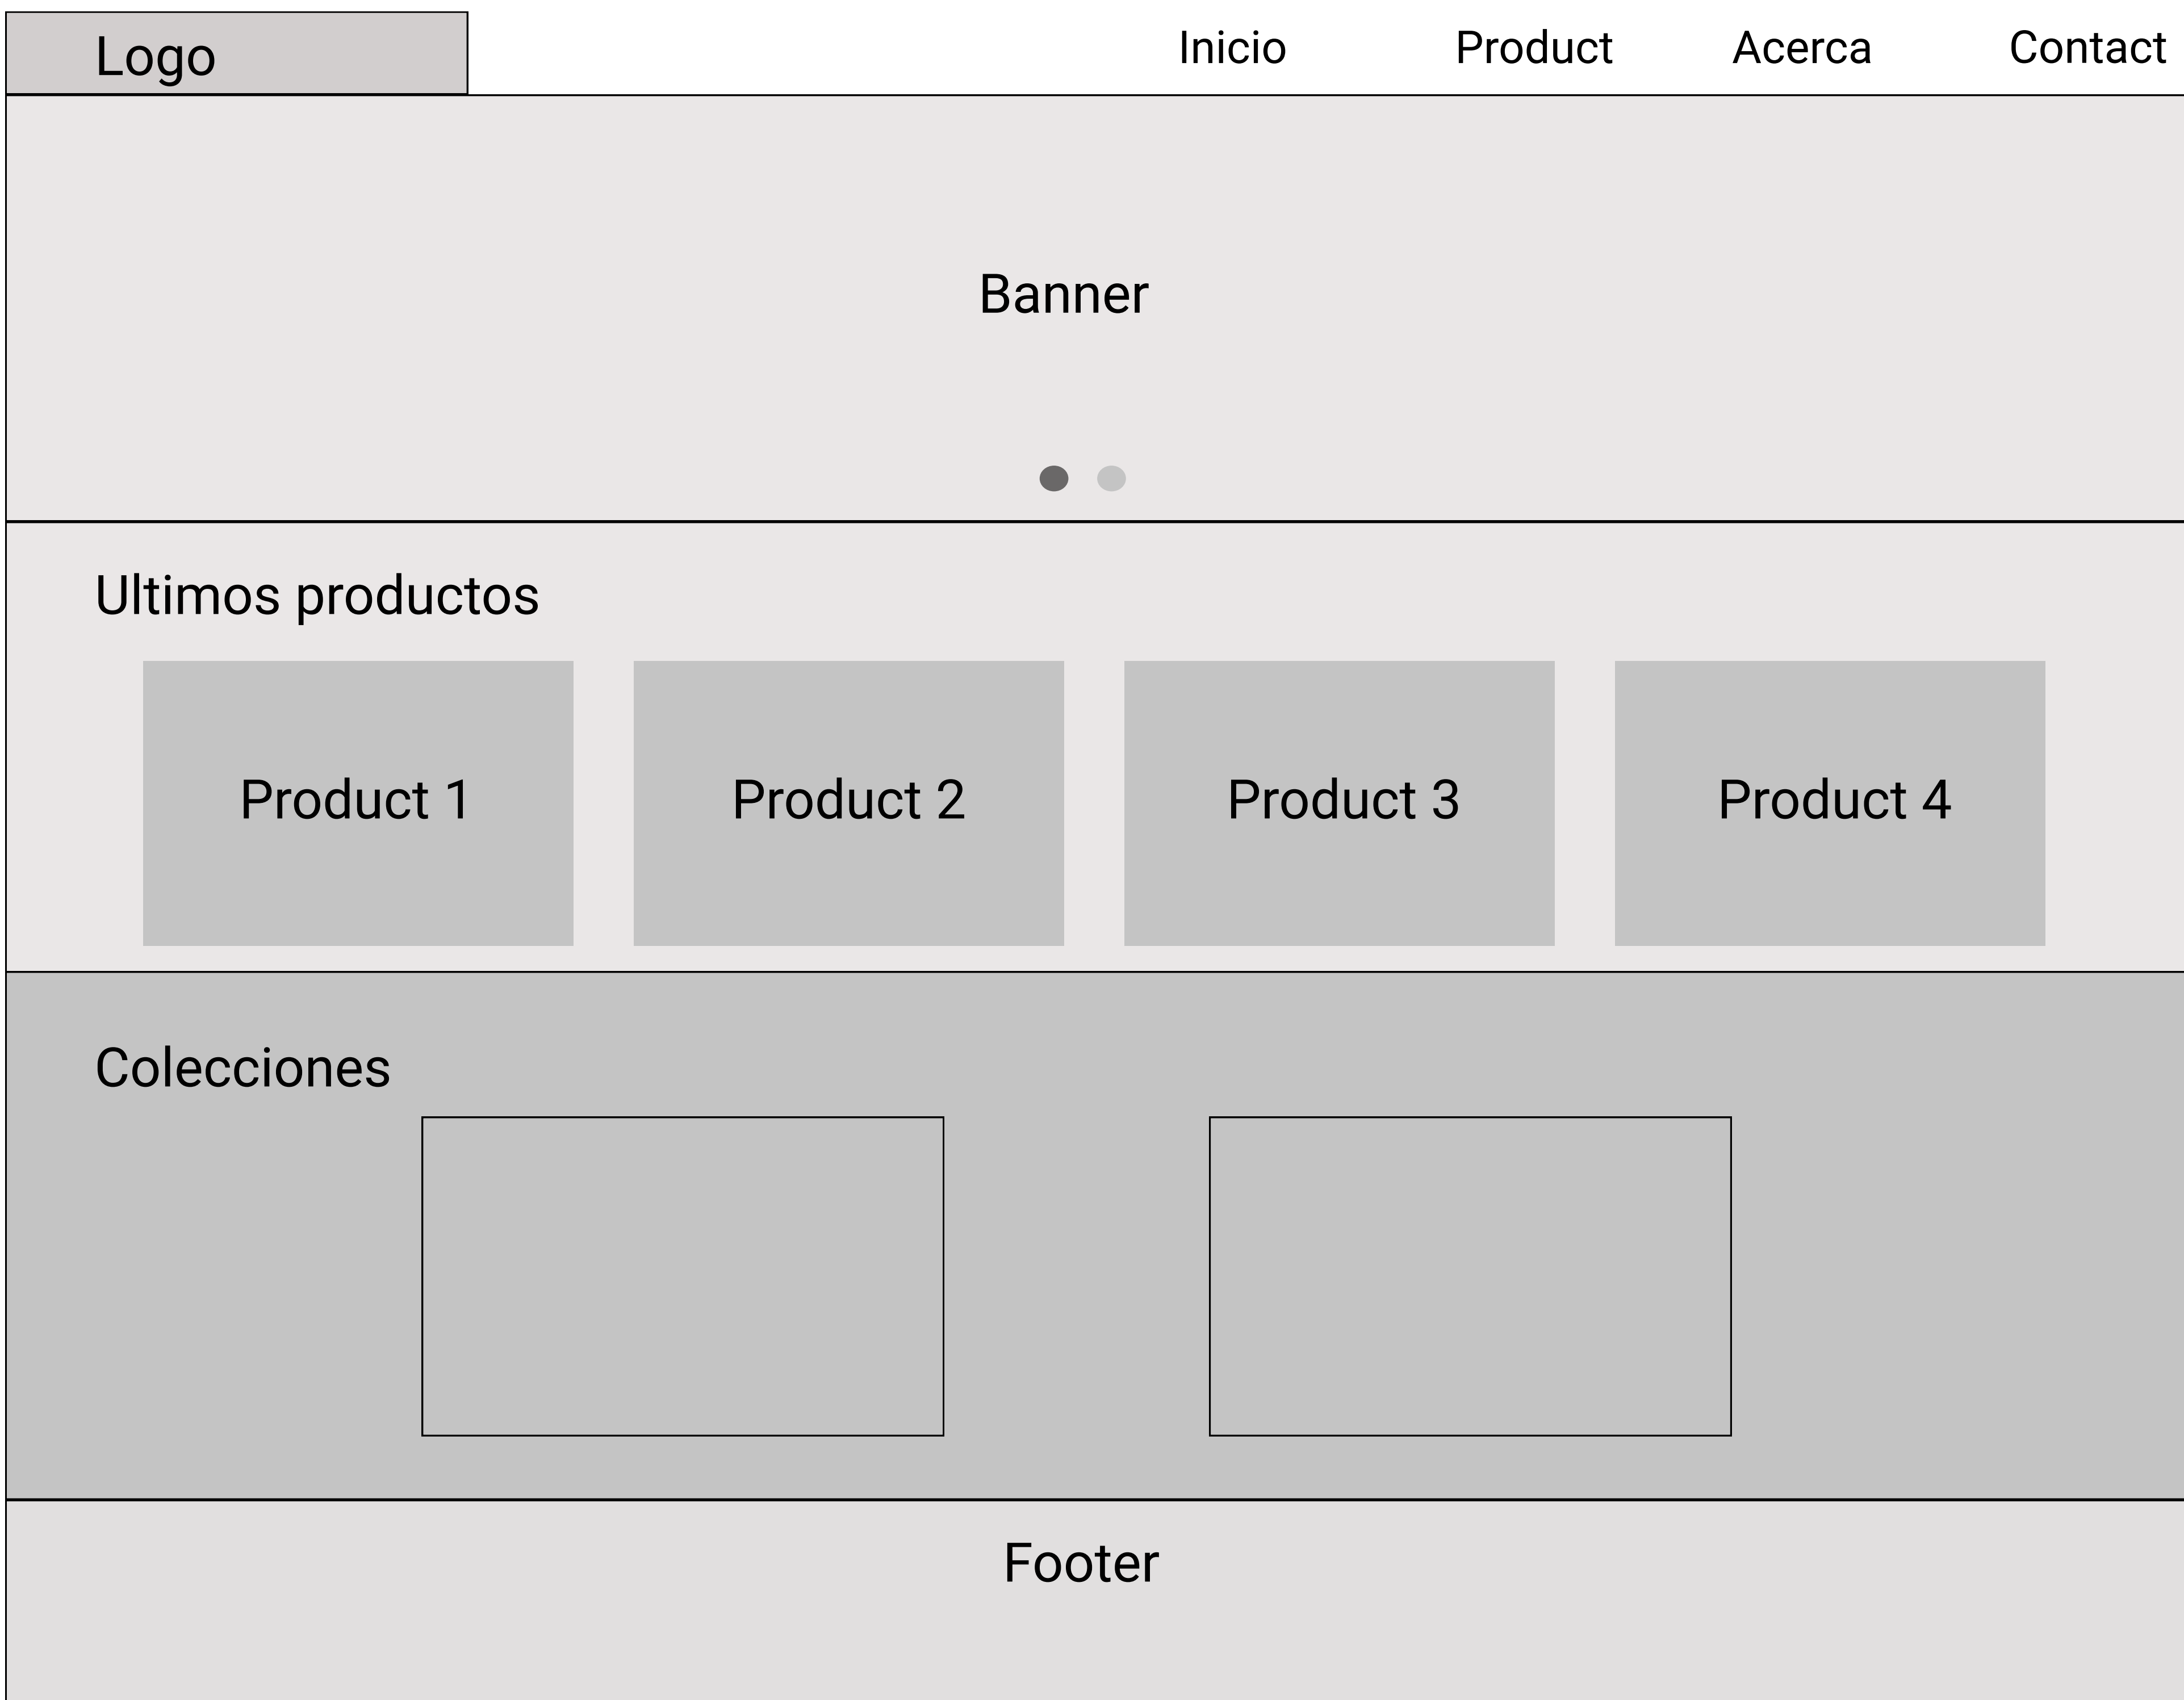 Logo
Inicio Product Acerca Contact
Banner
Ultimos productos
Product 1 Product 2 Product 3 Product 4
Colecciones
Footer